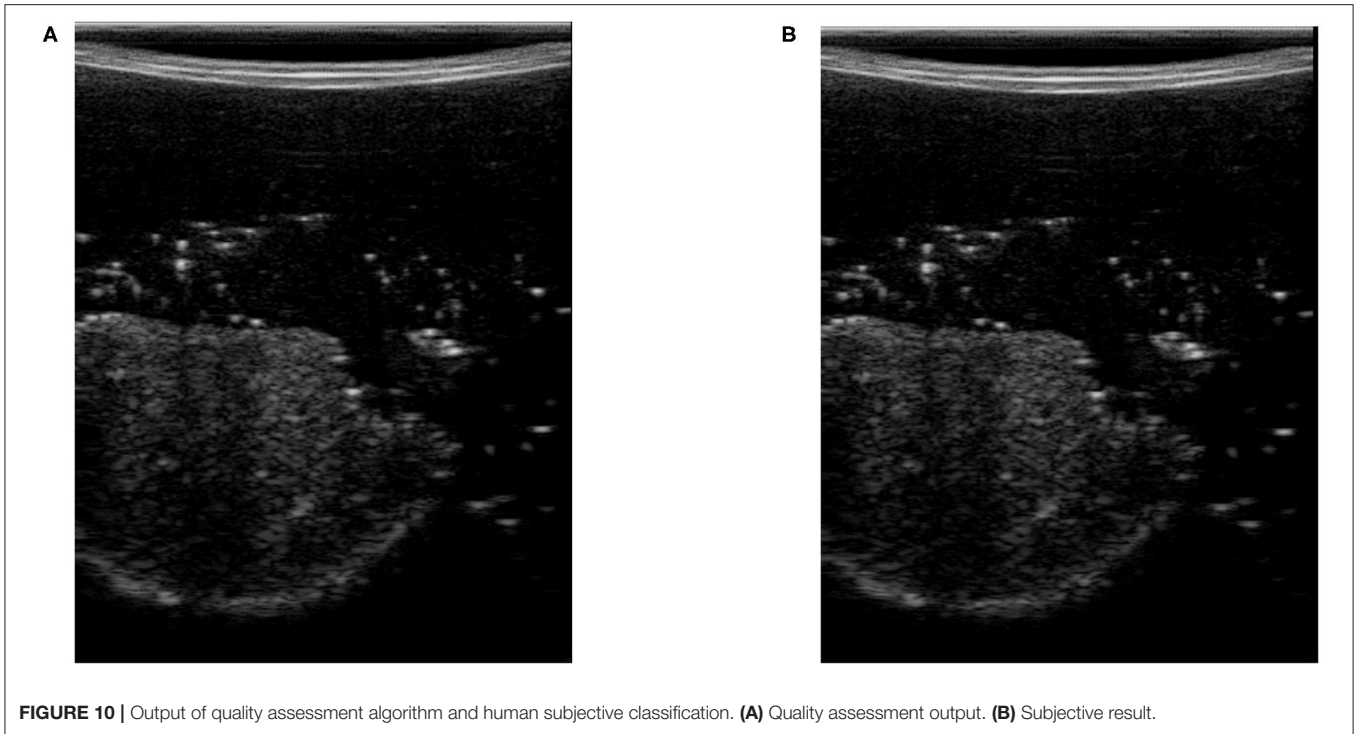 A
B
FIGURE 10 | Output of quality assessment algorithm and human subjective classification. (A) Quality assessment output. (B) Subjective result.